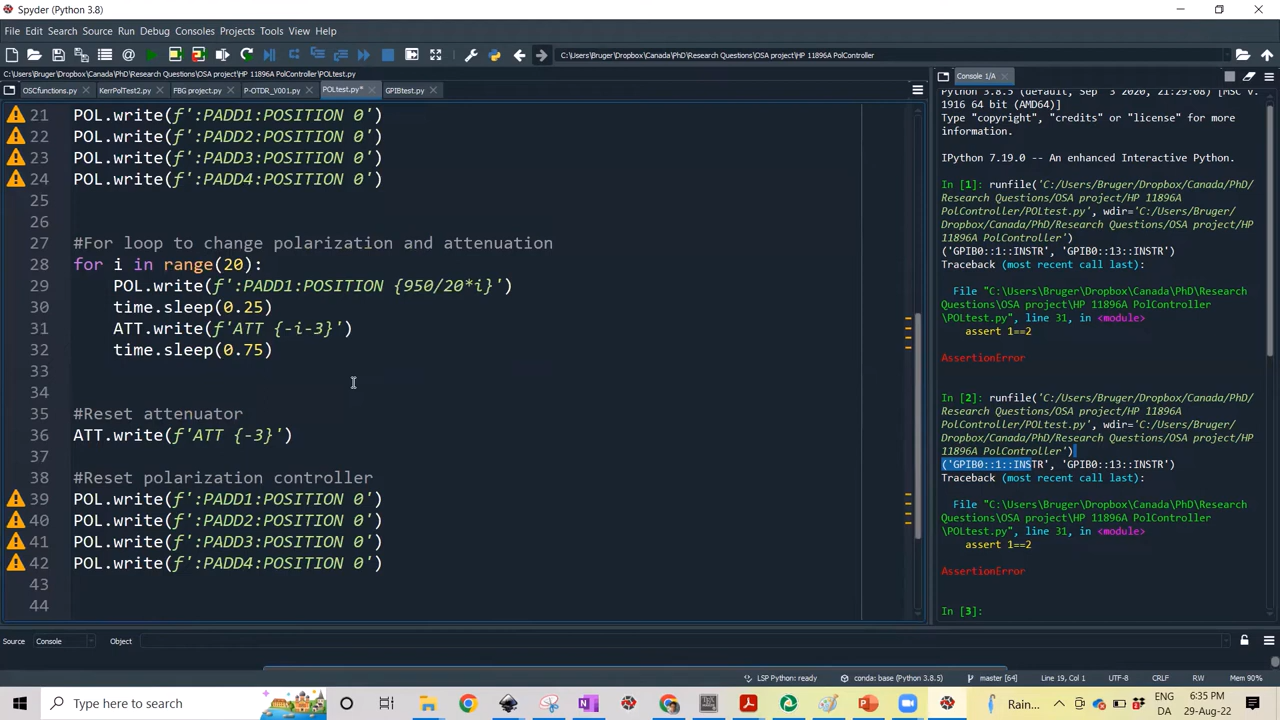 Spyder (Python 3.8)
File Edit Search Source Run Debug Consoles Projects Tools View Help
C:\Users\Bruger\Dropbox\Canada\PhD\Research Questions\OSA project\HP 11896A PolController
C:\Users\Bruger\Dropbox\Canada\PhD\Research Questions\OSA project\HP 11896A PolController\POLtest.py
OSCfunctions.py KerrPolTest2.py FBG project.py P-OTDR_V001.py POLtest.py* GPIBtest.py
21 POL.write(f':PADD1:POSITION 0')
22 POL.write(f':PADD2:POSITION 0')
23 POL.write(f':PADD3:POSITION 0')
24 POL.write(f':PADD4:POSITION 0')
25
26
27 #For loop to change polarization and attenuation
28 for i in range(20):
29 POL.write(f':PADD1:POSITION {950/20*i}')
30 time.sleep(0.25)
31 ATT.write(f'ATT {-i-3}')
32 time.sleep(0.75)
33
34
35 #Reset attenuator
36 ATT.write(f'ATT {-3}')
37
38 #Reset polarization controller
39 POL.write(f':PADD1:POSITION 0')
40 POL.write(f':PADD2:POSITION 0')
41 POL.write(f':PADD3:POSITION 0')
42 POL.write(f':PADD4:POSITION 0')
43
44
Source Console Object
Console 1/A
Python 3.8.5 (default, Sep 3 2020, 21:29:08) [MSC v.
1916 64 bit (AMD64)]
Type "copyright", "credits" or "license" for more
information.
IPython 7.19.0 -- An enhanced Interactive Python.
In [1]: runfile('C:/Users/Bruger/Dropbox/Canada/PhD/
Research Questions/OSA project/HP 11896A
PolController/POLtest.py', wdir='C:/Users/Bruger/
Dropbox/Canada/PhD/Research Questions/OSA project/HP
11896A PolController')
('GPIB0::1::INSTR', 'GPIB0::13::INSTR')
Traceback (most recent call last):
File "C:\Users\Bruger\Dropbox\Canada\PhD\Research
Questions\OSA project\HP 11896A PolController
\POLtest.py", line 31, in <module>
assert 1==2
AssertionError
In [2]: runfile('C:/Users/Bruger/Dropbox/Canada/PhD/
Research Questions/OSA project/HP 11896A
PolController/POLtest.py', wdir='C:/Users/Bruger/
Dropbox/Canada/PhD/Research Questions/OSA project/HP
11896A PolController')
('GPIB0::1::INSTR', 'GPIB0::13::INSTR')
Traceback (most recent call last):
File "C:\Users\Bruger\Dropbox\Canada\PhD\Research
Questions\OSA project\HP 11896A PolController
\POLtest.py", line 31, in <module>
assert 1==2
AssertionError
In [3]:
LSP Python: ready conda: base (Python 3.8.5) master [64] Line 19, Col 1 UTF-8 CRLF RW Mem 90%
Type here to search
Rain... ENG 6:35 PM
DA 29-Aug-22